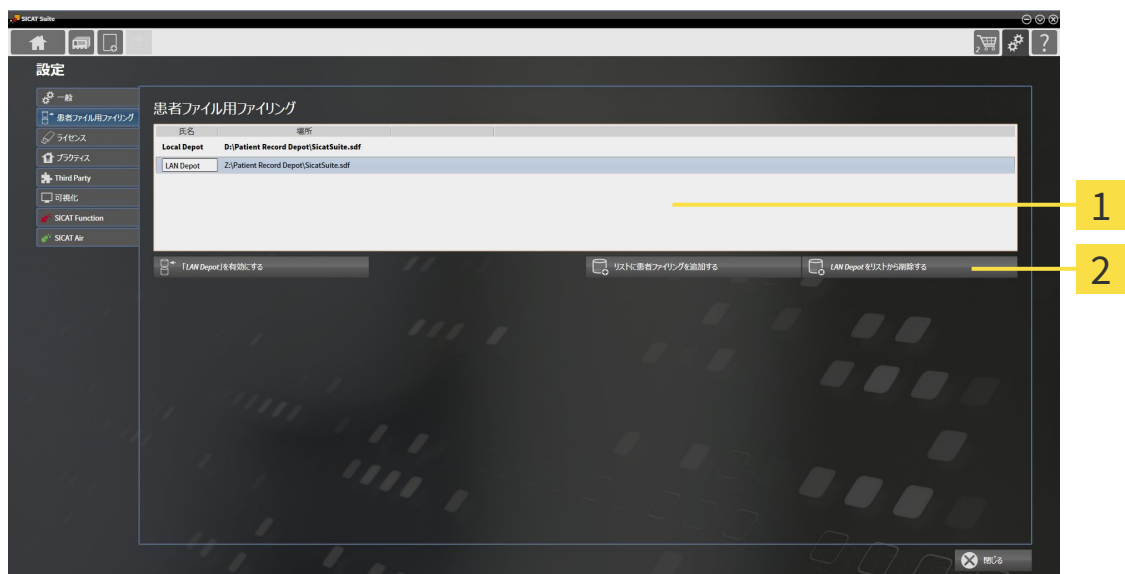 SICAT Suite
2
?
設定
一般
患者ファイル用ファイリング
ライセンス
プラクティス
Third Party
可視化
SICAT Function
SICAT Air
患者ファイル用ファイリング
氏名 場所
Local Depot D:\Patient Record Depot\SicatSuite.sdf
LAN Depot Z:\Patient Record Depot\SicatSuite.sdf
1
「LAN Depot」を有効にする
リストに患者ファイリングを追加する
LAN Depot をリストから削除する
2
閉じる